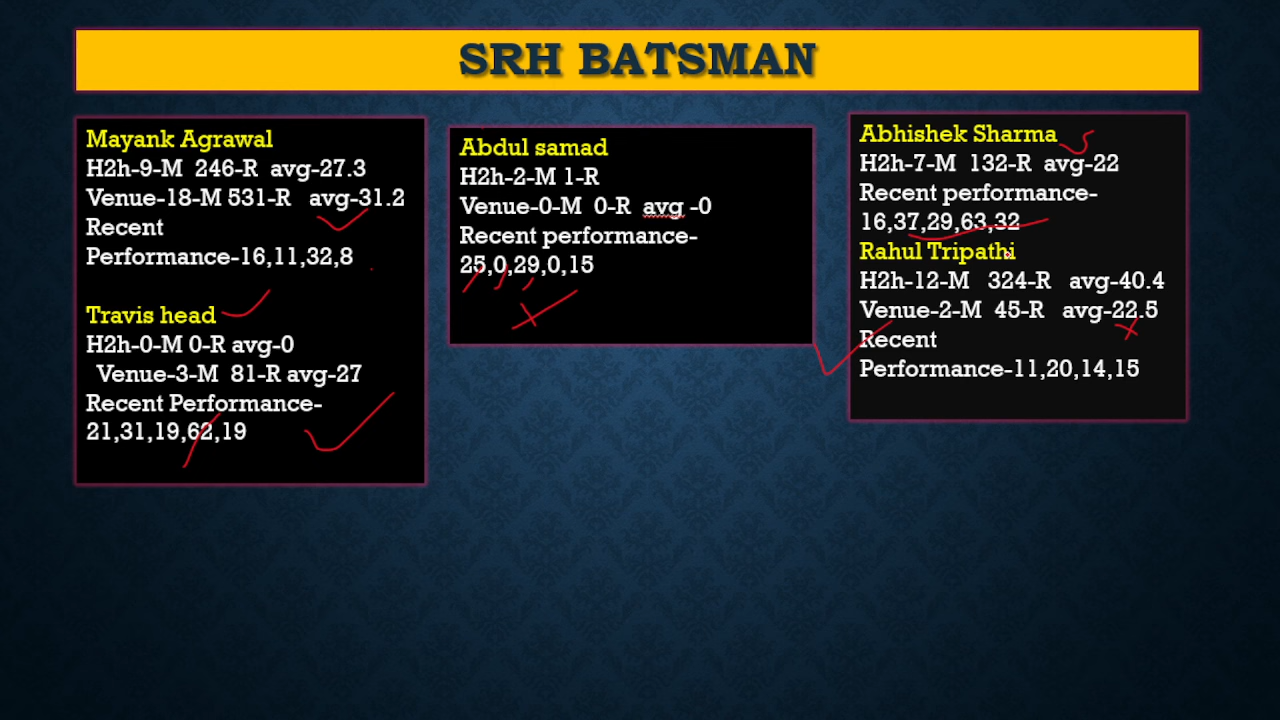 SRH BATSMAN
Mayank Agrawal
H2h-9-M 246-R avg-27.3
Venue-18-M 531-R avg-31.2
Recent
Performance-16,11,32,8
Travis head
H2h-0-M 0-R avg-0
Venue-3-M 81-R avg-27
Recent Performance-
21,31,19,62,19
Abdul samad
H2h-2-M 1-R
Venue-0-M 0-R avg -0
Recent performance-
25,0,29,0,15
Abhishek Sharma
H2h-7-M 132-R avg-22
Recent performance-
16,37,29,63,32
Rahul Tripathi
H2h-12-M 324-R avg-40.4
Venue-2-M 45-R avg-22.5
Recent
Performance-11,20,14,15